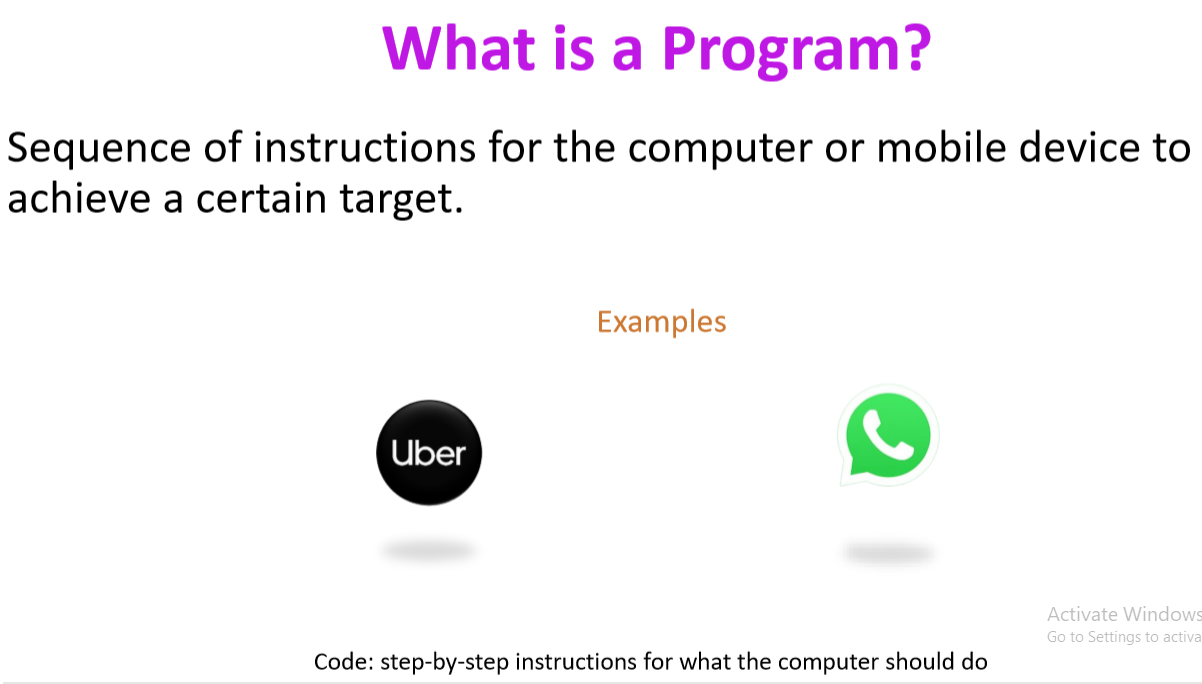 What is a Program?
Sequence of instructions for the computer or mobile device to
achieve a certain target.
Examples
Uber
Activate Windows
Go to Settings to activa
Code: step-by-step instructions for what the computer should do